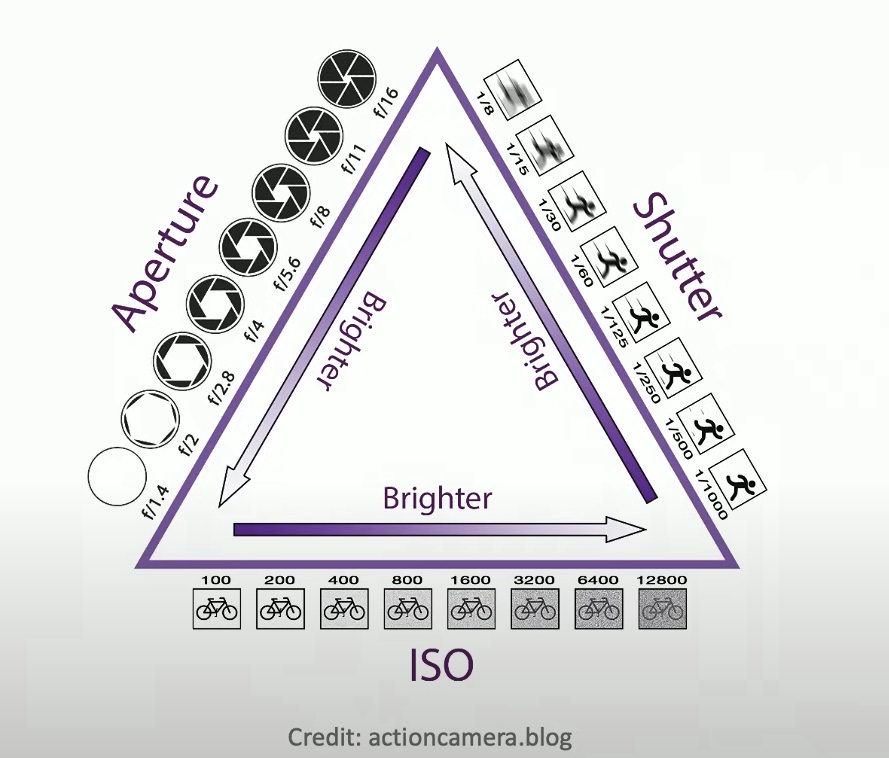 Aperture
f/16
f/11
f/8
f/5.6
f/4
f/2.8
f/2
f/1.4
Shutter
1/8
1/15
1/30
1/60
1/125
1/250
1/500
1/1000
Brighter
Brighter
Brighter
100 200 400 800 1600 3200 6400 12800
ISO
Credit: actioncamera.blog